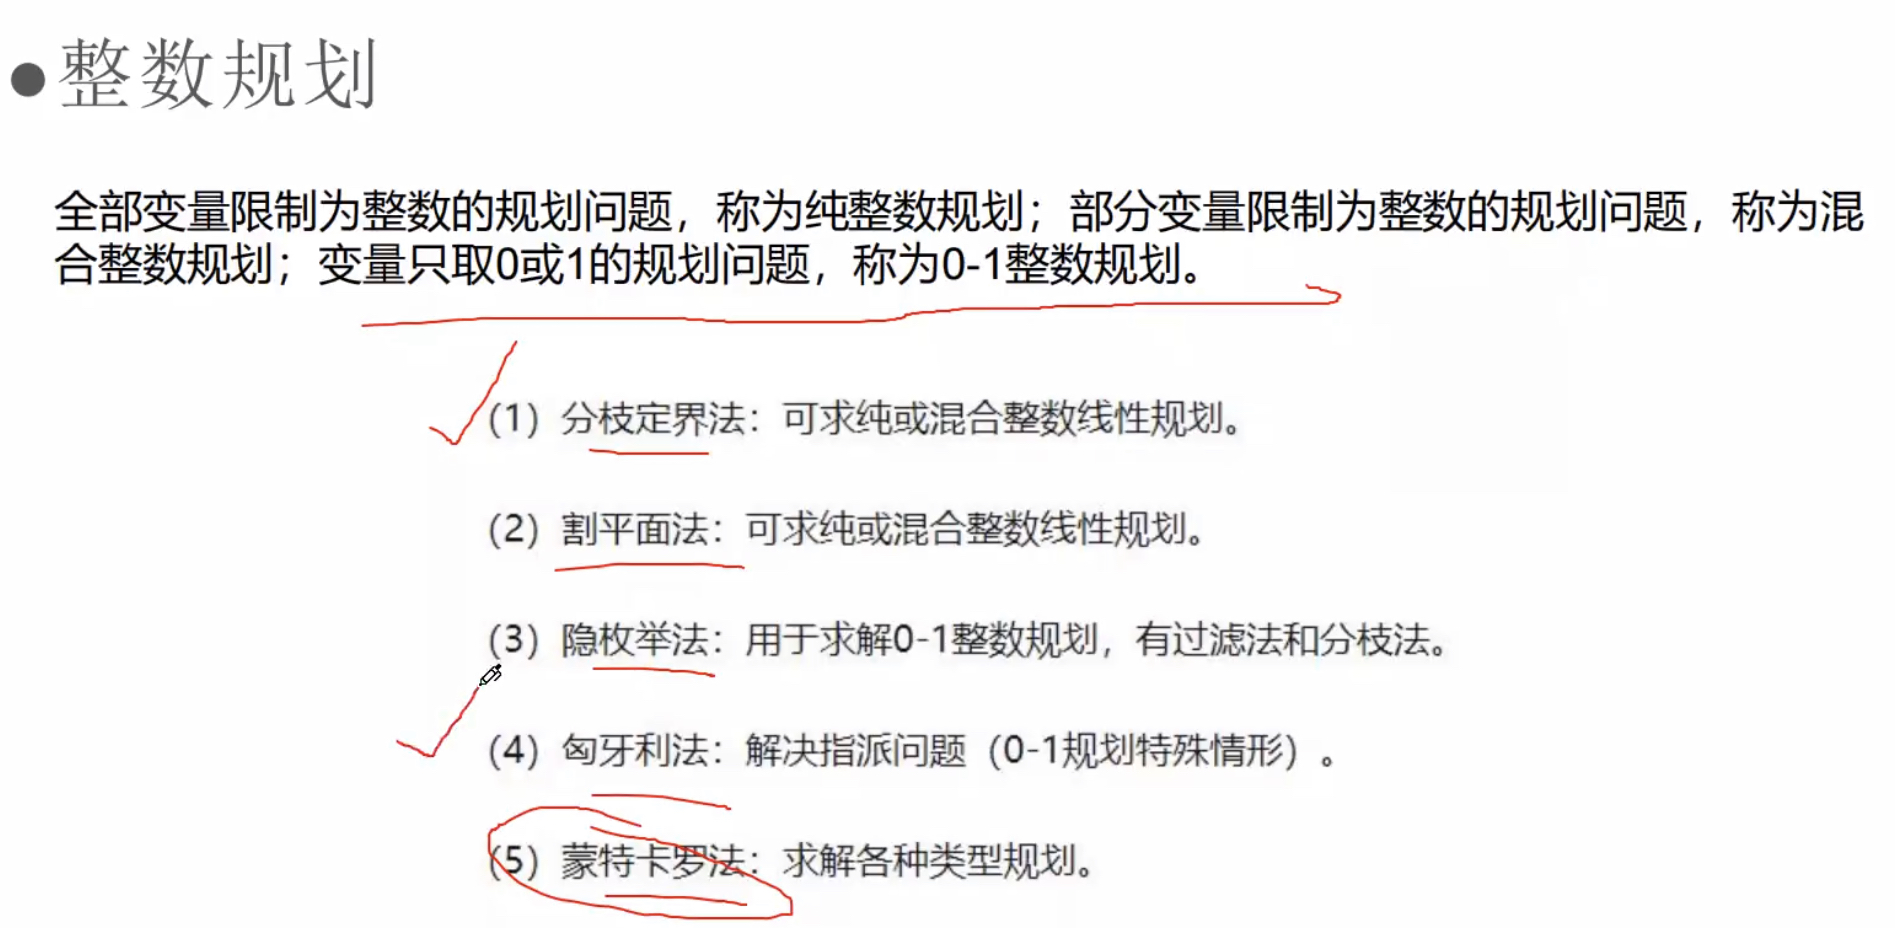 ●整数规划
全部变量限制为整数的规划问题，称为纯整数规划；部分变量限制为整数的规划问题，称为混
合整数规划；变量只取0或1的规划问题，称为0-1整数规划。
（1）分枝定界法：可求纯或混合整数线性规划。
（2）割平面法：可求纯或混合整数线性规划。
（3）隐枚举法：用于求解0-1整数规划，有过滤法和分枝法。
（4）匈牙利法：解决指派问题（0-1规划特殊情形）。
（5）蒙特卡罗法：求解各种类型规划。